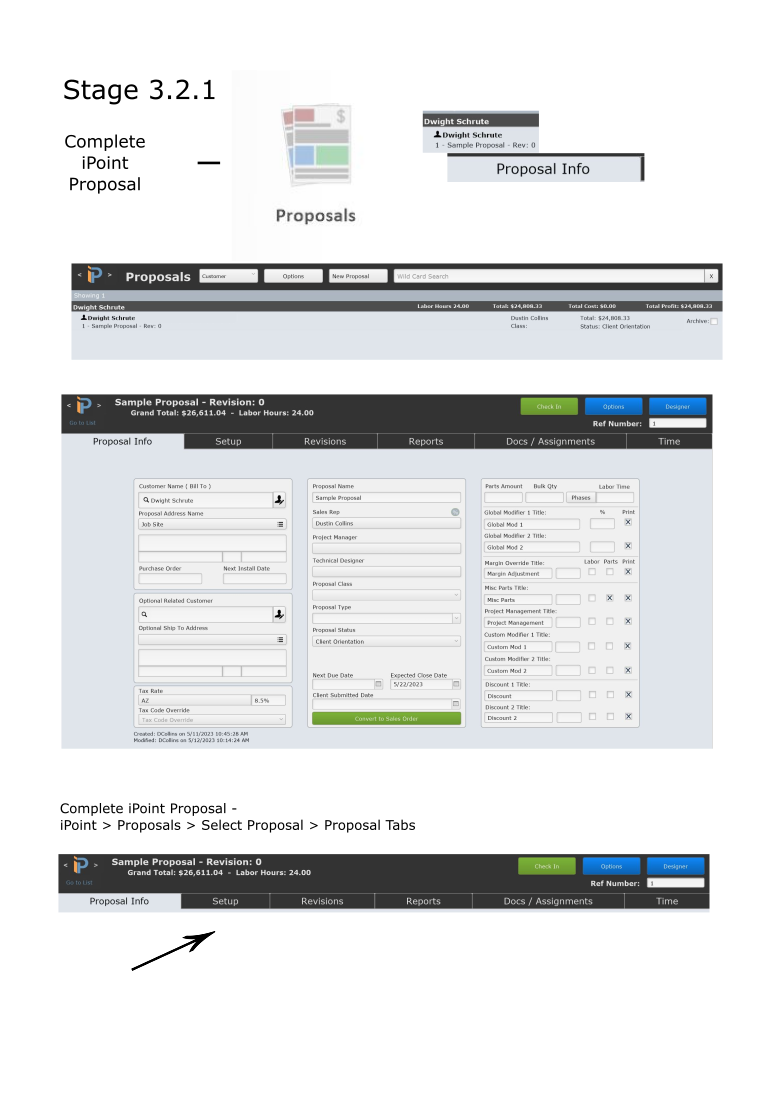 Stage 3.2.1
Complete
iPoint
Proposal
$
Proposals
Dwight Schrute
Dwight Schrute
1 - Sample Proposal - Rev: 0
Proposal Info
< iP > Proposals Customer Options New Proposal Wild Card Search X
Showing 1
Dwight Schrute Labor Hours 24.00 Total: $24,808.33 Total Cost: $0.00 Total Profit: $24,808.33
Dwight Schrute Dustin Collins Total: $24,808.33 Archive:
1 - Sample Proposal - Rev: 0 Class: Status: Client Orientation
< iP > Sample Proposal - Revision: 0 Check In Options Designer
Grand Total: $26,611.04 - Labor Hours: 24.00
Go to List Ref Number: 1
Proposal Info Setup Revisions Reports Docs / Assignments Time
Customer Name ( Bill To )
Dwight Schrute
Proposal Address Name
Job Site
Purchase Order Next Install Date
Optional Related Customer
Optional Ship To Address
Tax Rate
AZ 8.5%
Tax Code Override
Tax Code Override
Created: DCollins on 5/11/2023 10:45:28 AM
Modified: DCollins on 5/12/2023 10:14:24 AM
Proposal Name
Sample Proposal
Sales Rep %
Dustin Collins
Project Manager
Technical Designer
Proposal Class
Proposal Type
Proposal Status
Client Orientation
Next Due Date Expected Close Date
5/22/2023
Client Submitted Date
Convert to Sales Order
Parts Amount Bulk Qty Labor Time
Phases
Global Modifier 1 Title: % Print
Global Mod 1 X
Global Modifier 2 Title:
Global Mod 2 X
Margin Override Title: Labor Parts Print
Margin Adjustment X
Misc Parts Title:
Misc Parts X X
Project Management Title:
Project Management X
Custom Modifier 1 Title:
Custom Mod 1 X
Custom Modifier 2 Title:
Custom Mod 2 X
Discount 1 Title:
Discount X
Discount 2 Title:
Discount 2 X
Complete iPoint Proposal -
iPoint > Proposals > Select Proposal > Proposal Tabs
< iP > Sample Proposal - Revision: 0 Check In Options Designer
Grand Total: $26,611.04 - Labor Hours: 24.00
Go to List Ref Number: 1
Proposal Info Setup Revisions Reports Docs / Assignments Time